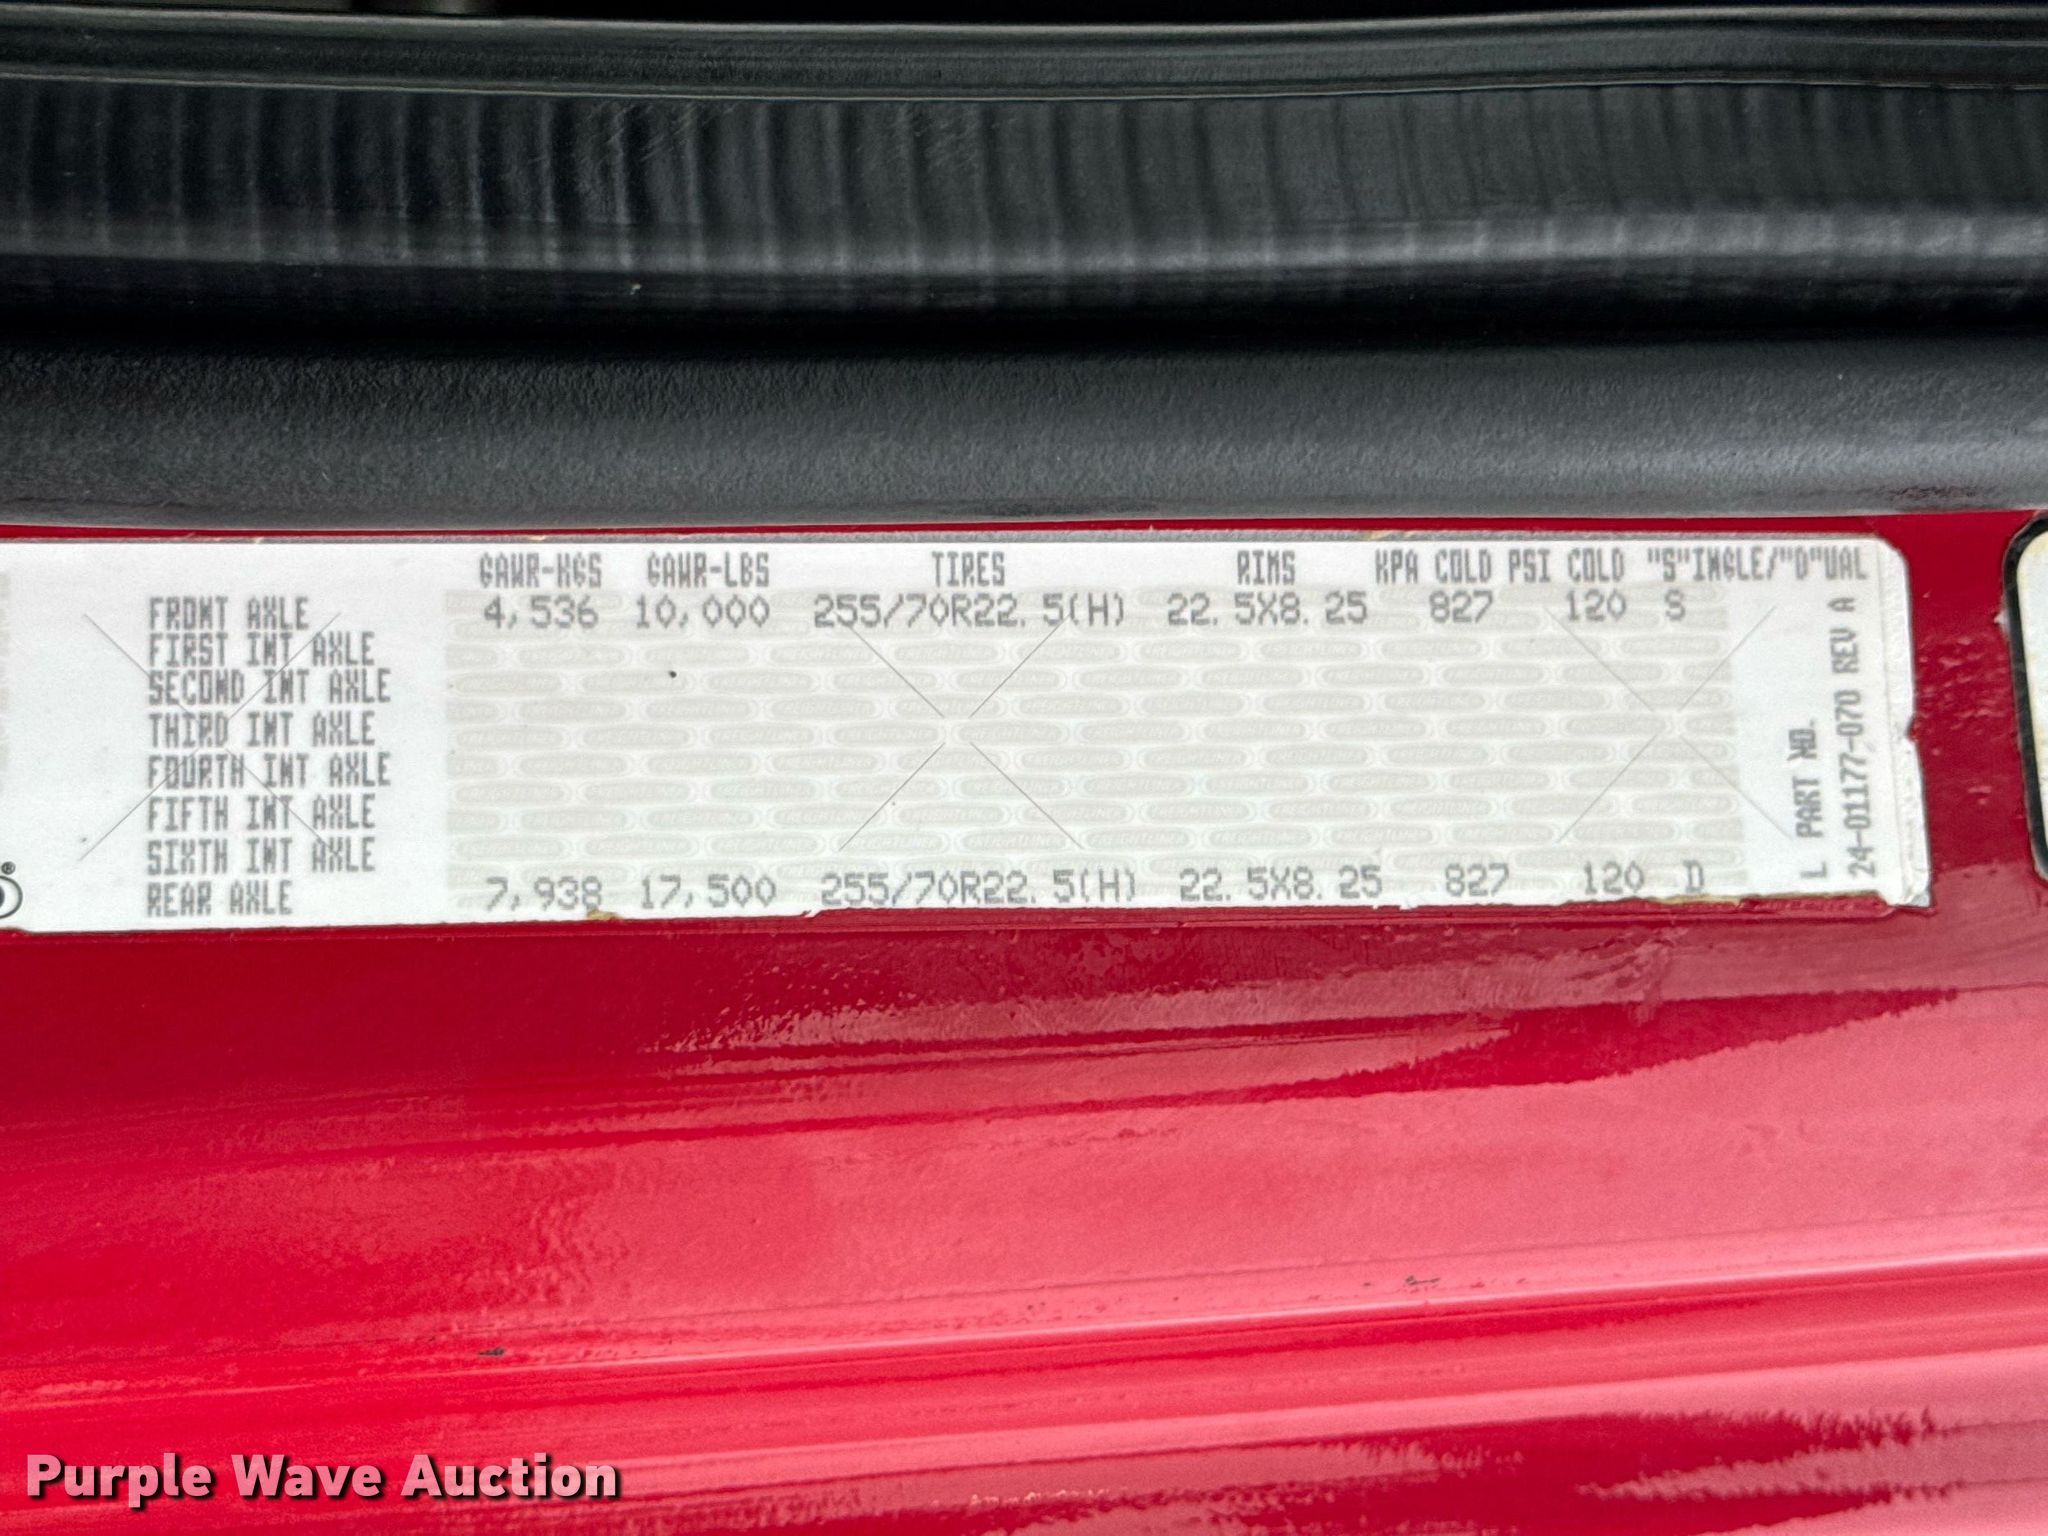 GAWR-KGS GAWR-LBS TIRES RIMS KPA COLD PSI COLD "S"INGLE/"D"UAL
FRONT AXLE 4,536 10,000 255/70R22.5(H) 22.5X8.25 827 120 S
FIRST INT AXLE
SECOND INT AXLE
THIRD INT AXLE
FOURTH INT AXLE
FIFTH INT AXLE
SIXTH INT AXLE
REAR AXLE 7,938 17,500 255/70R22.5(H) 22.5X8.25 827 120 D
L PART NO.
24-01177-070 REV A
Purple Wave Auction